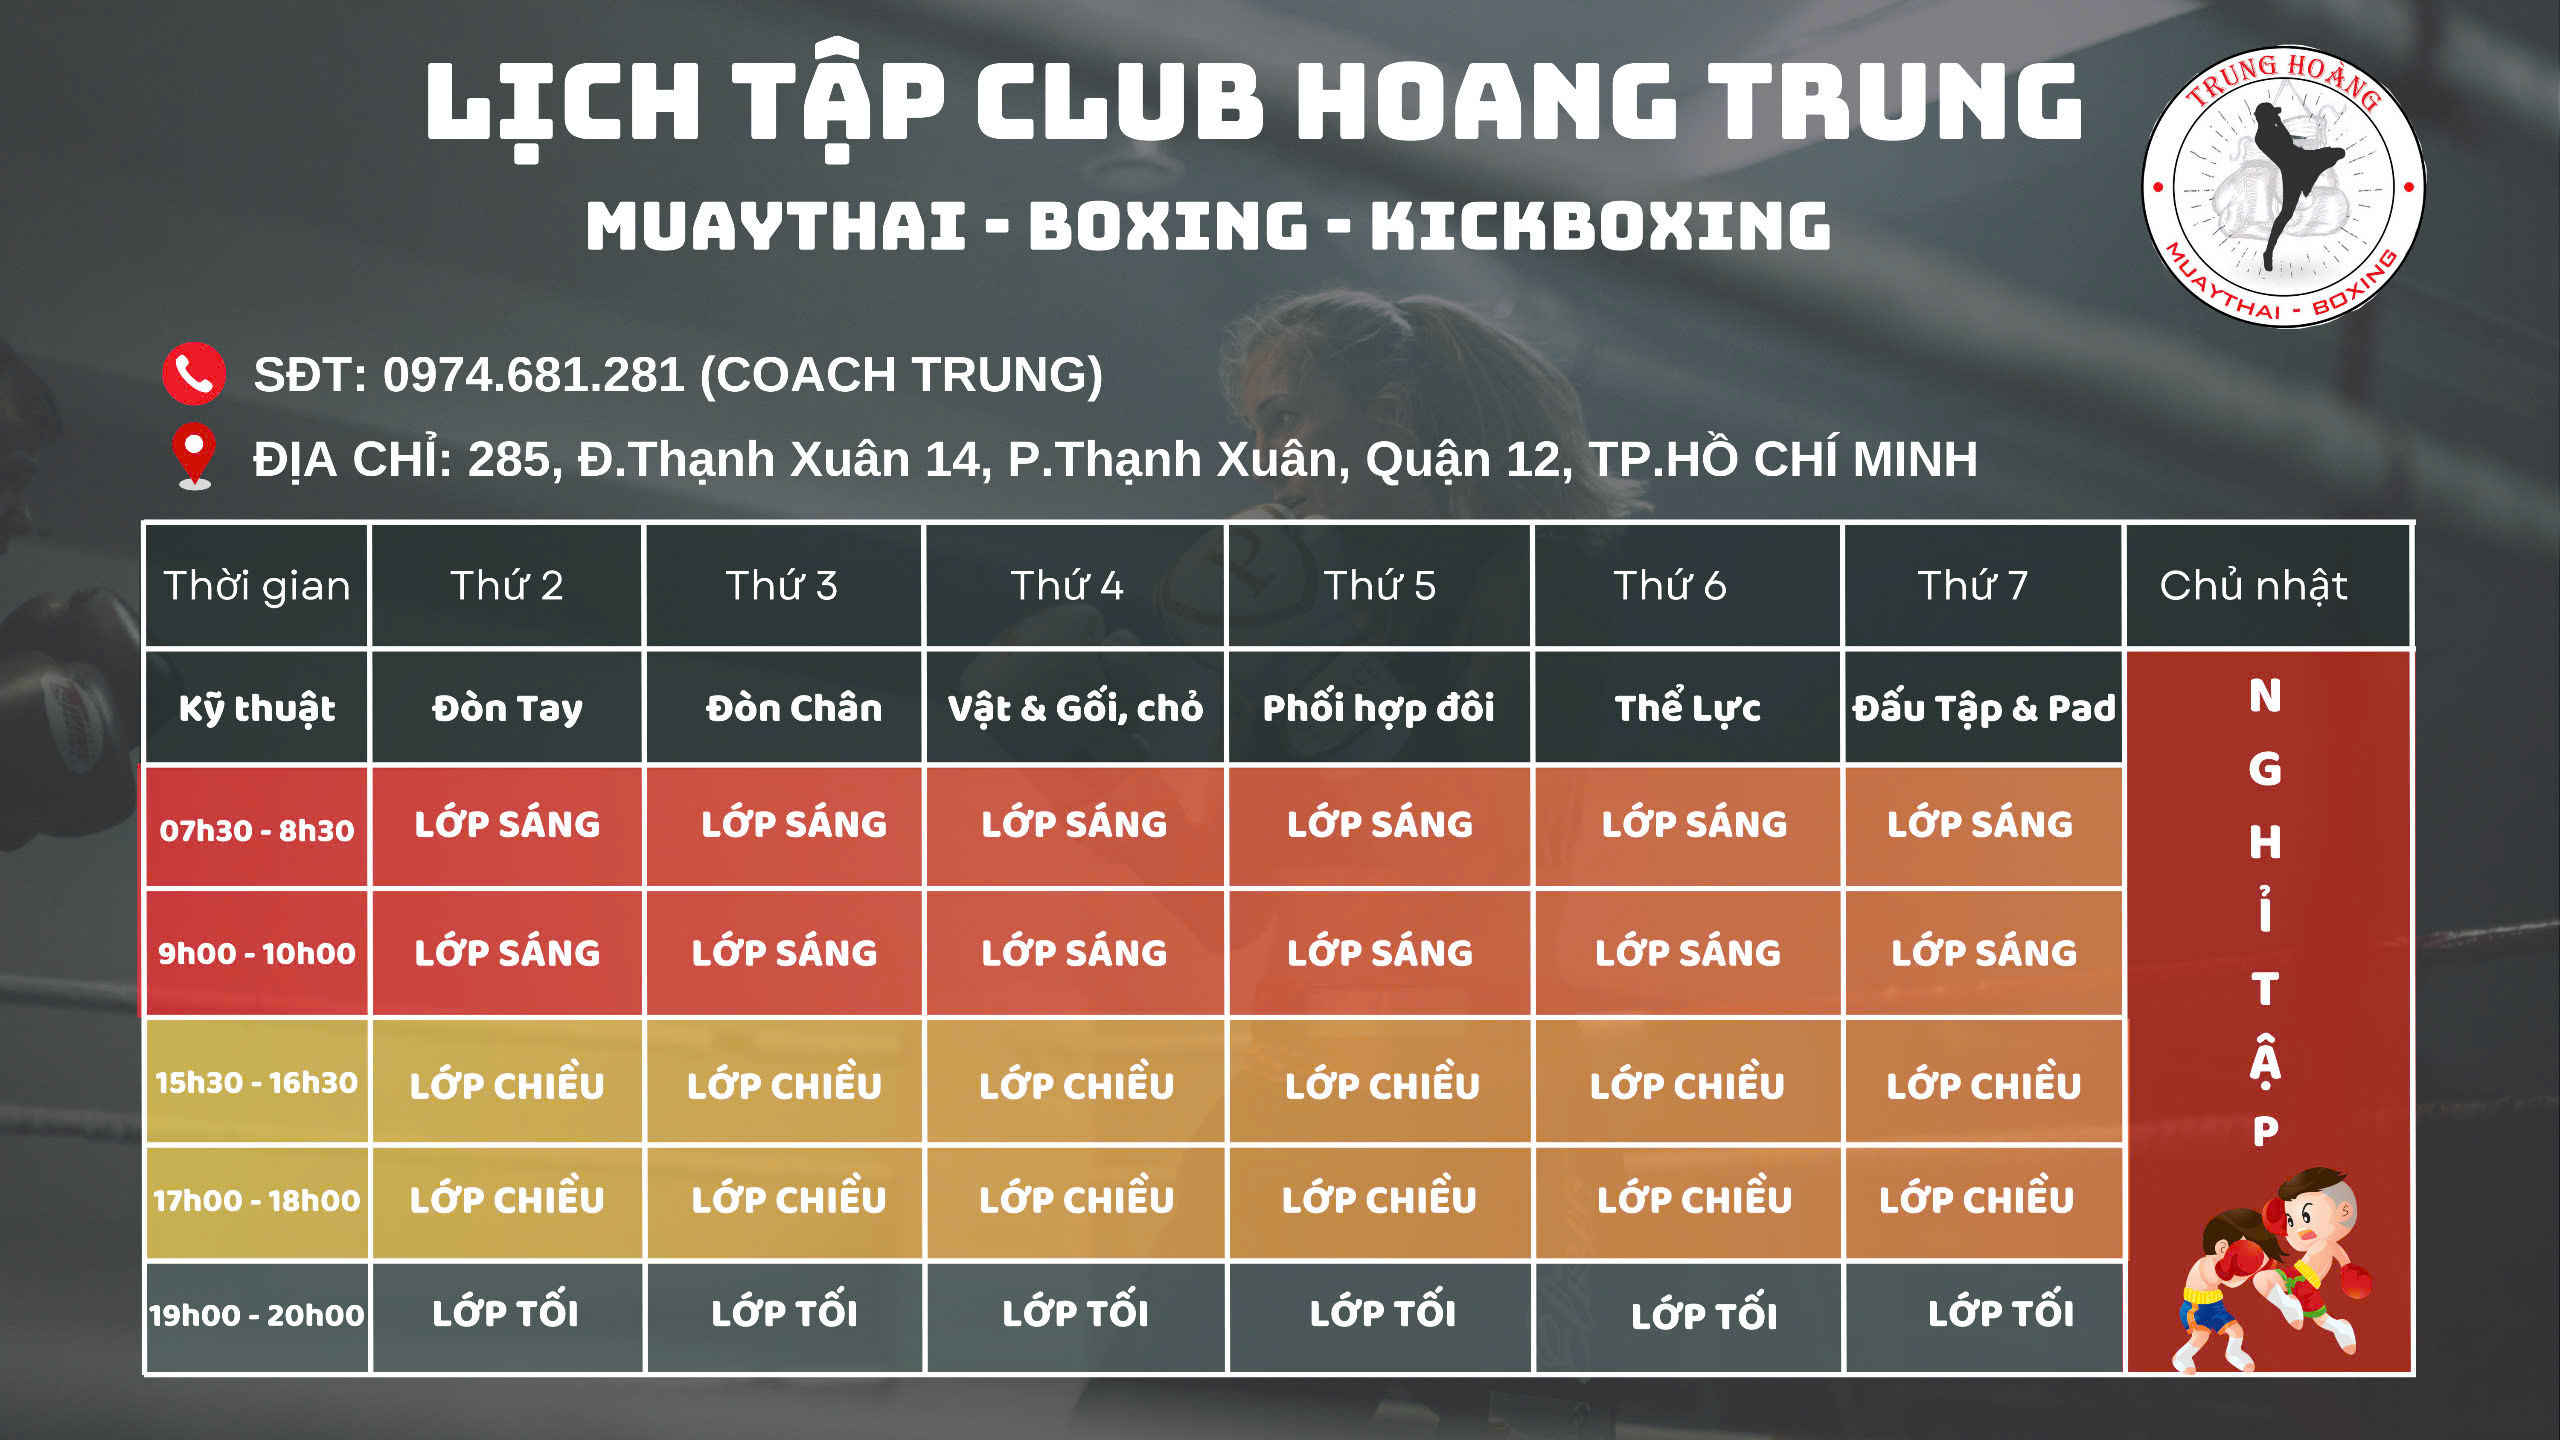 LỊCH TẬP CLUB HOANG TRUNG
MUAYTHAI - BOXING - KICKBOXING
TRUNG HOÀNG
MUAYTHAI - BOXING
SĐT: 0974.681.281 (COACH TRUNG)
ĐỊA CHỈ: 285, Đ.Thạnh Xuân 14, P.Thạnh Xuân, Quận 12, TP.HỒ CHÍ MINH
Thời gian Thứ 2 Thứ 3 Thứ 4 Thứ 5 Thứ 6 Thứ 7 Chủ nhật
Kỹ thuật Đòn Tay Đòn Chân Vật & Gối, chỏ Phối hợp đôi Thể Lực Đấu Tập & Pad
07h30 - 8h30 LỚP SÁNG LỚP SÁNG LỚP SÁNG LỚP SÁNG LỚP SÁNG LỚP SÁNG
9h00 - 10h00 LỚP SÁNG LỚP SÁNG LỚP SÁNG LỚP SÁNG LỚP SÁNG LỚP SÁNG
15h30 - 16h30 LỚP CHIỀU LỚP CHIỀU LỚP CHIỀU LỚP CHIỀU LỚP CHIỀU LỚP CHIỀU
17h00 - 18h00 LỚP CHIỀU LỚP CHIỀU LỚP CHIỀU LỚP CHIỀU LỚP CHIỀU LỚP CHIỀU
19h00 - 20h00 LỚP TỐI LỚP TỐI LỚP TỐI LỚP TỐI LỚP TỐI LỚP TỐI
NGHỈ TẬP